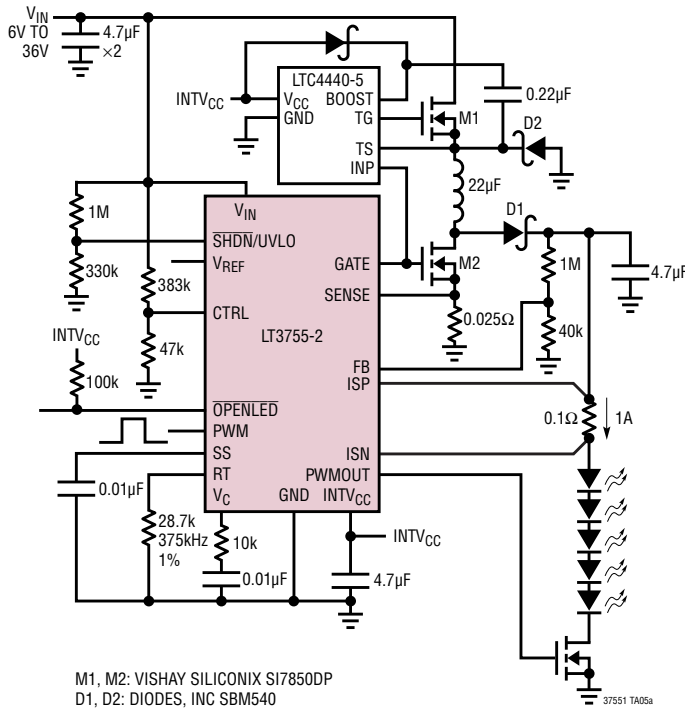 VIN
6V TO
36V
4.7µF
×2
INTVCC
LTC4440-5
VCC
BOOST
GND
TG
TS
INP
M1
0.22µF
D2
22µF
D1
1M
330k
383k
47k
VIN
SHDN/UVLO
VREF
CTRL
LT3755-2
GATE
SENSE
FB
ISP
ISN
PWMOUT
M2
0.025Ω
1M
40k
4.7µF
0.1Ω
1A
INTVCC
100k
OPENLED
PWM
SS
RT
VC
GND
INTVCC
0.01µF
28.7k
375kHz
1%
10k
0.01µF
INTVCC
4.7µF
M1, M2: VISHAY SILICONIX SI7850DP
D1, D2: DIODES, INC SBM540
37551 TA05a